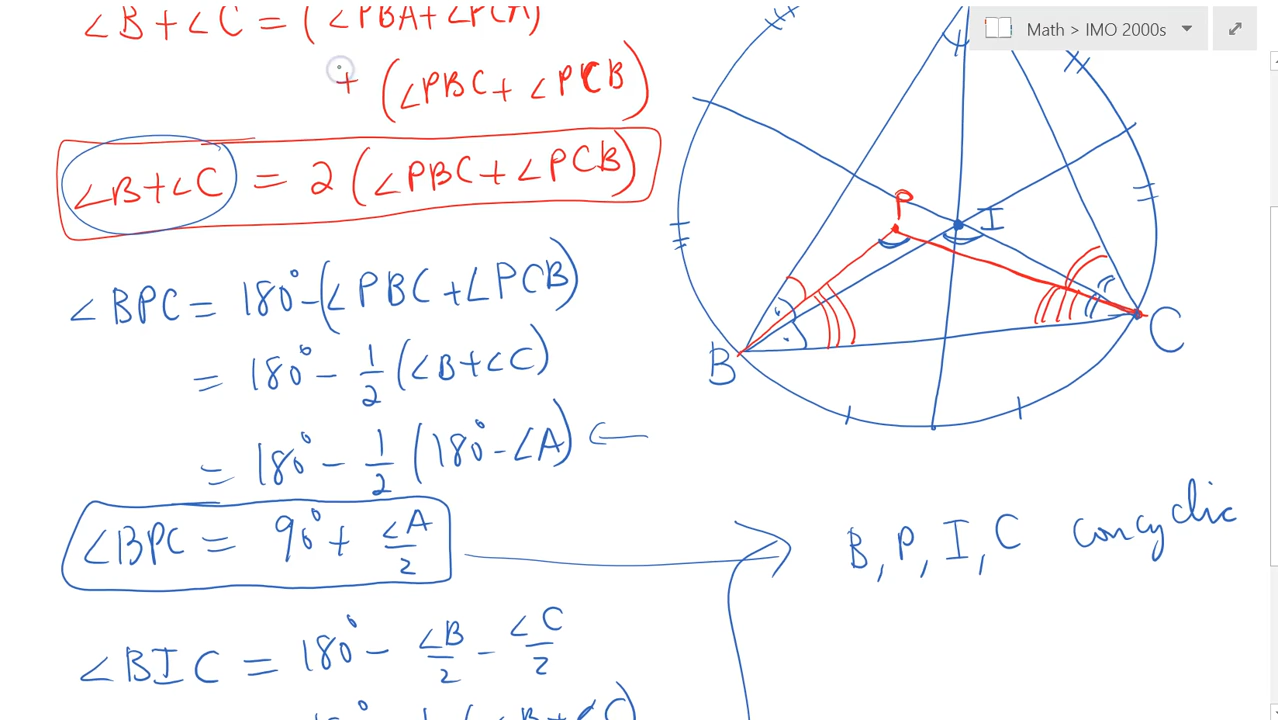 ∠B+∠C = (∠PBA+∠PCA)
+ (∠PBC+ ∠PCB)
∠B+∠C = 2 (∠PBC+∠PCB)
∠BPC = 180° - (∠PBC+∠PCB)
= 180° - 1/2 (∠B+∠C)
= 180° - 1/2 (180° - ∠A) ←
∠BPC = 90° + ∠A/2
∠BIC = 180° - ∠B/2 - ∠C/2
Math > IMO 2000s
P
I
B
C
B, P, I, C concyclic